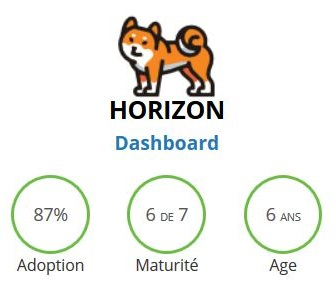 HORIZON
Dashboard
87% 6 DE 7 6 ANS
Adoption Maturité Age